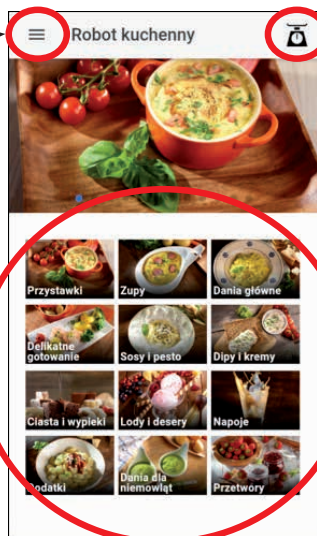 Robot kuchenny
Przystawki
Zupy
Dania główne
Delikatne
gotowanie
Sosy i pesto
Dipy i kremy
Ciasta i wypieki
Lody i desery
Napoje
Dodatki
Dania dla
niemowląt
Przetwory